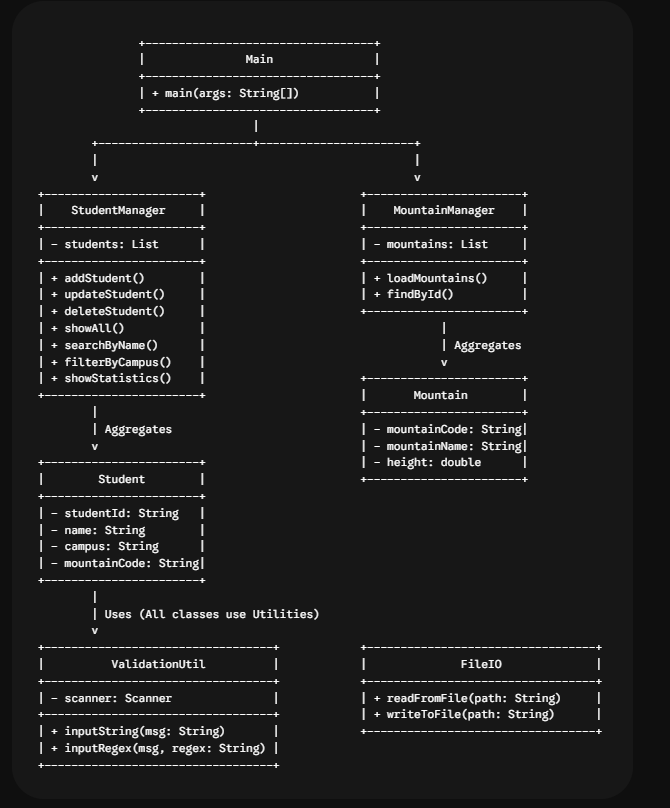 Main
+ main(args: String[])
StudentManager
- students: List
+ addStudent()
+ updateStudent()
+ deleteStudent()
+ showAll()
+ searchByName()
+ filterByCampus()
+ showStatistics()
Aggregates
Student
- studentId: String
- name: String
- campus: String
- mountainCode: String
Uses (All classes use Utilities)
ValidationUtil
- scanner: Scanner
+ inputString(msg: String)
+ inputRegex(msg, regex: String)
MountainManager
- mountains: List
+ loadMountains()
+ findById()
Aggregates
Mountain
- mountainCode: String
- mountainName: String
- height: double
FileIO
+ readFromFile(path: String)
+ writeToFile(path: String)